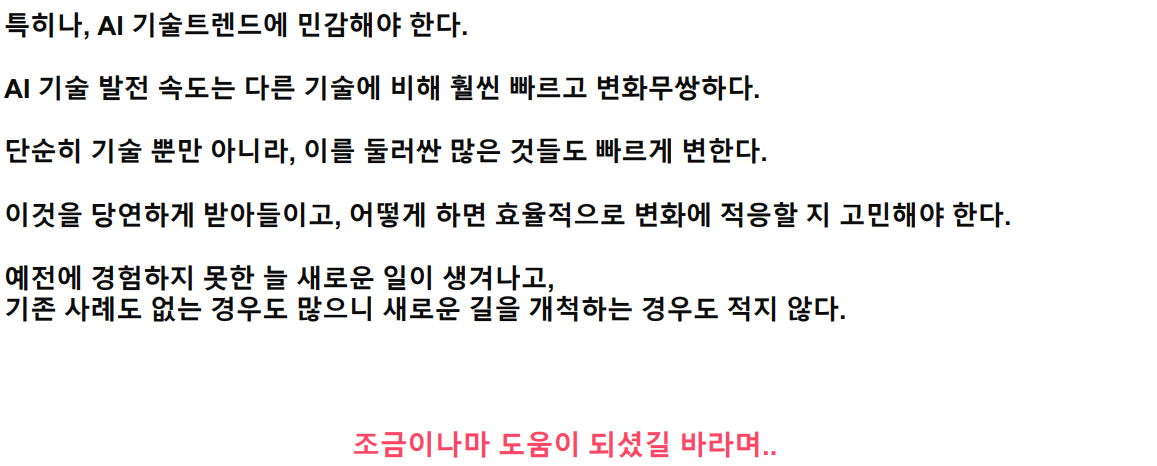 특히나, AI 기술트렌드에 민감해야 한다.
AI 기술 발전 속도는 다른 기술에 비해 훨씬 빠르고 변화무쌍하다.
단순히 기술 뿐만 아니라, 이를 둘러싼 많은 것들도 빠르게 변한다.
이것을 당연하게 받아들이고, 어떻게 하면 효율적으로 변화에 적응할 지 고민해야 한다.
예전에 경험하지 못한 늘 새로운 일이 생겨나고,
기존 사례도 없는 경우도 많으니 새로운 길을 개척하는 경우도 적지 않다.
조금이나마 도움이 되셨길 바라며..